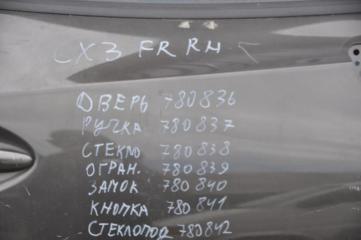 CX3 FR RH
ДВЕРЬ 780836
РУЧКА 780837
СТЕКЛО 780838
ОГРАН. 780839
ЗАМОК 780840
КНОПКА 780841
СТЕКЛОПОД 780842